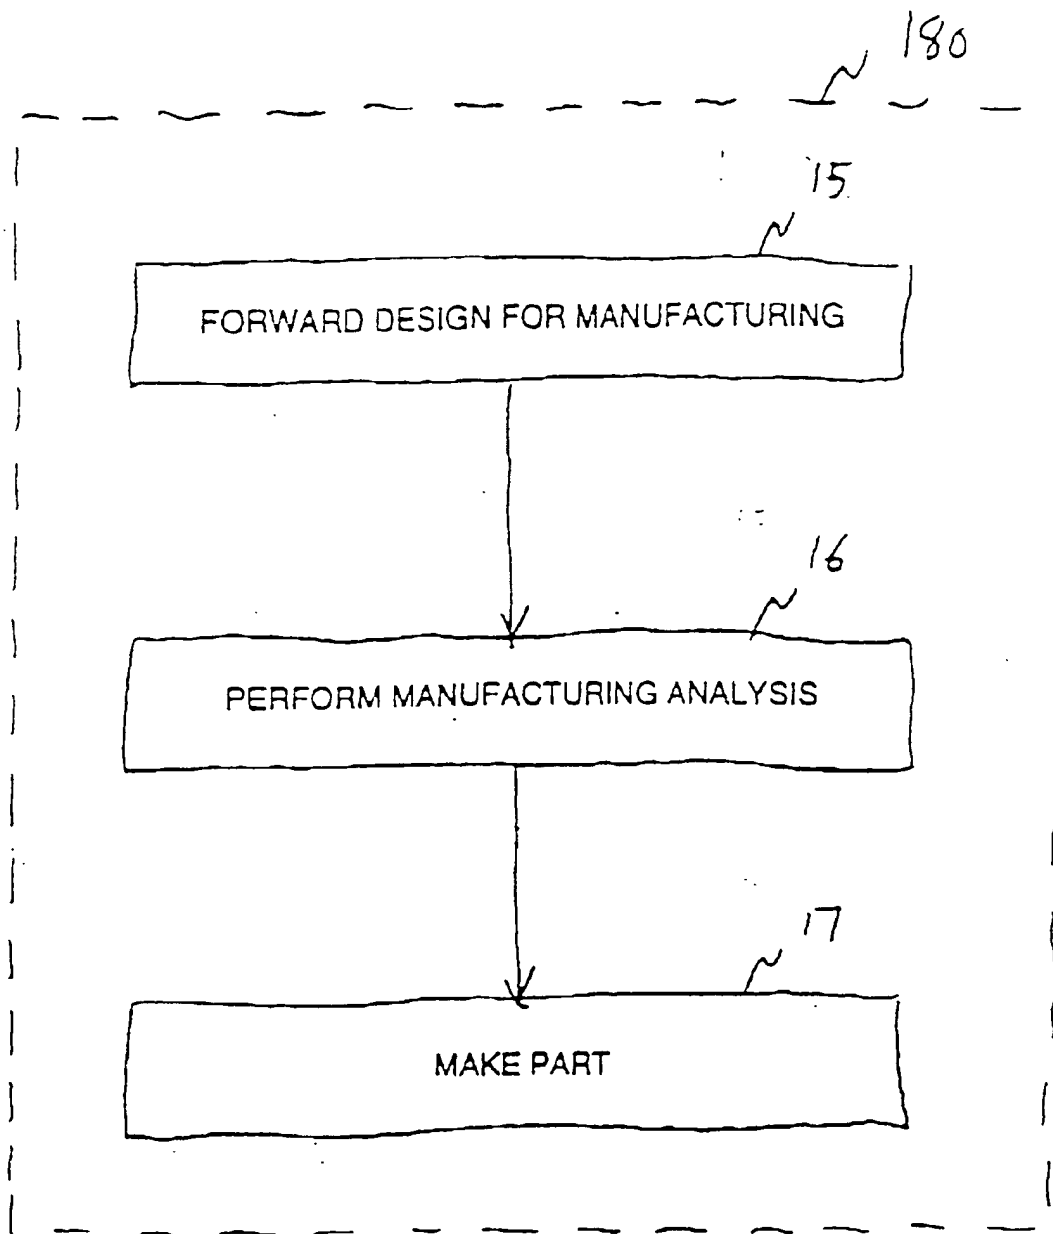 180
15
FORWARD DESIGN FOR MANUFACTURING
16
PERFORM MANUFACTURING ANALYSIS
17
MAKE PART